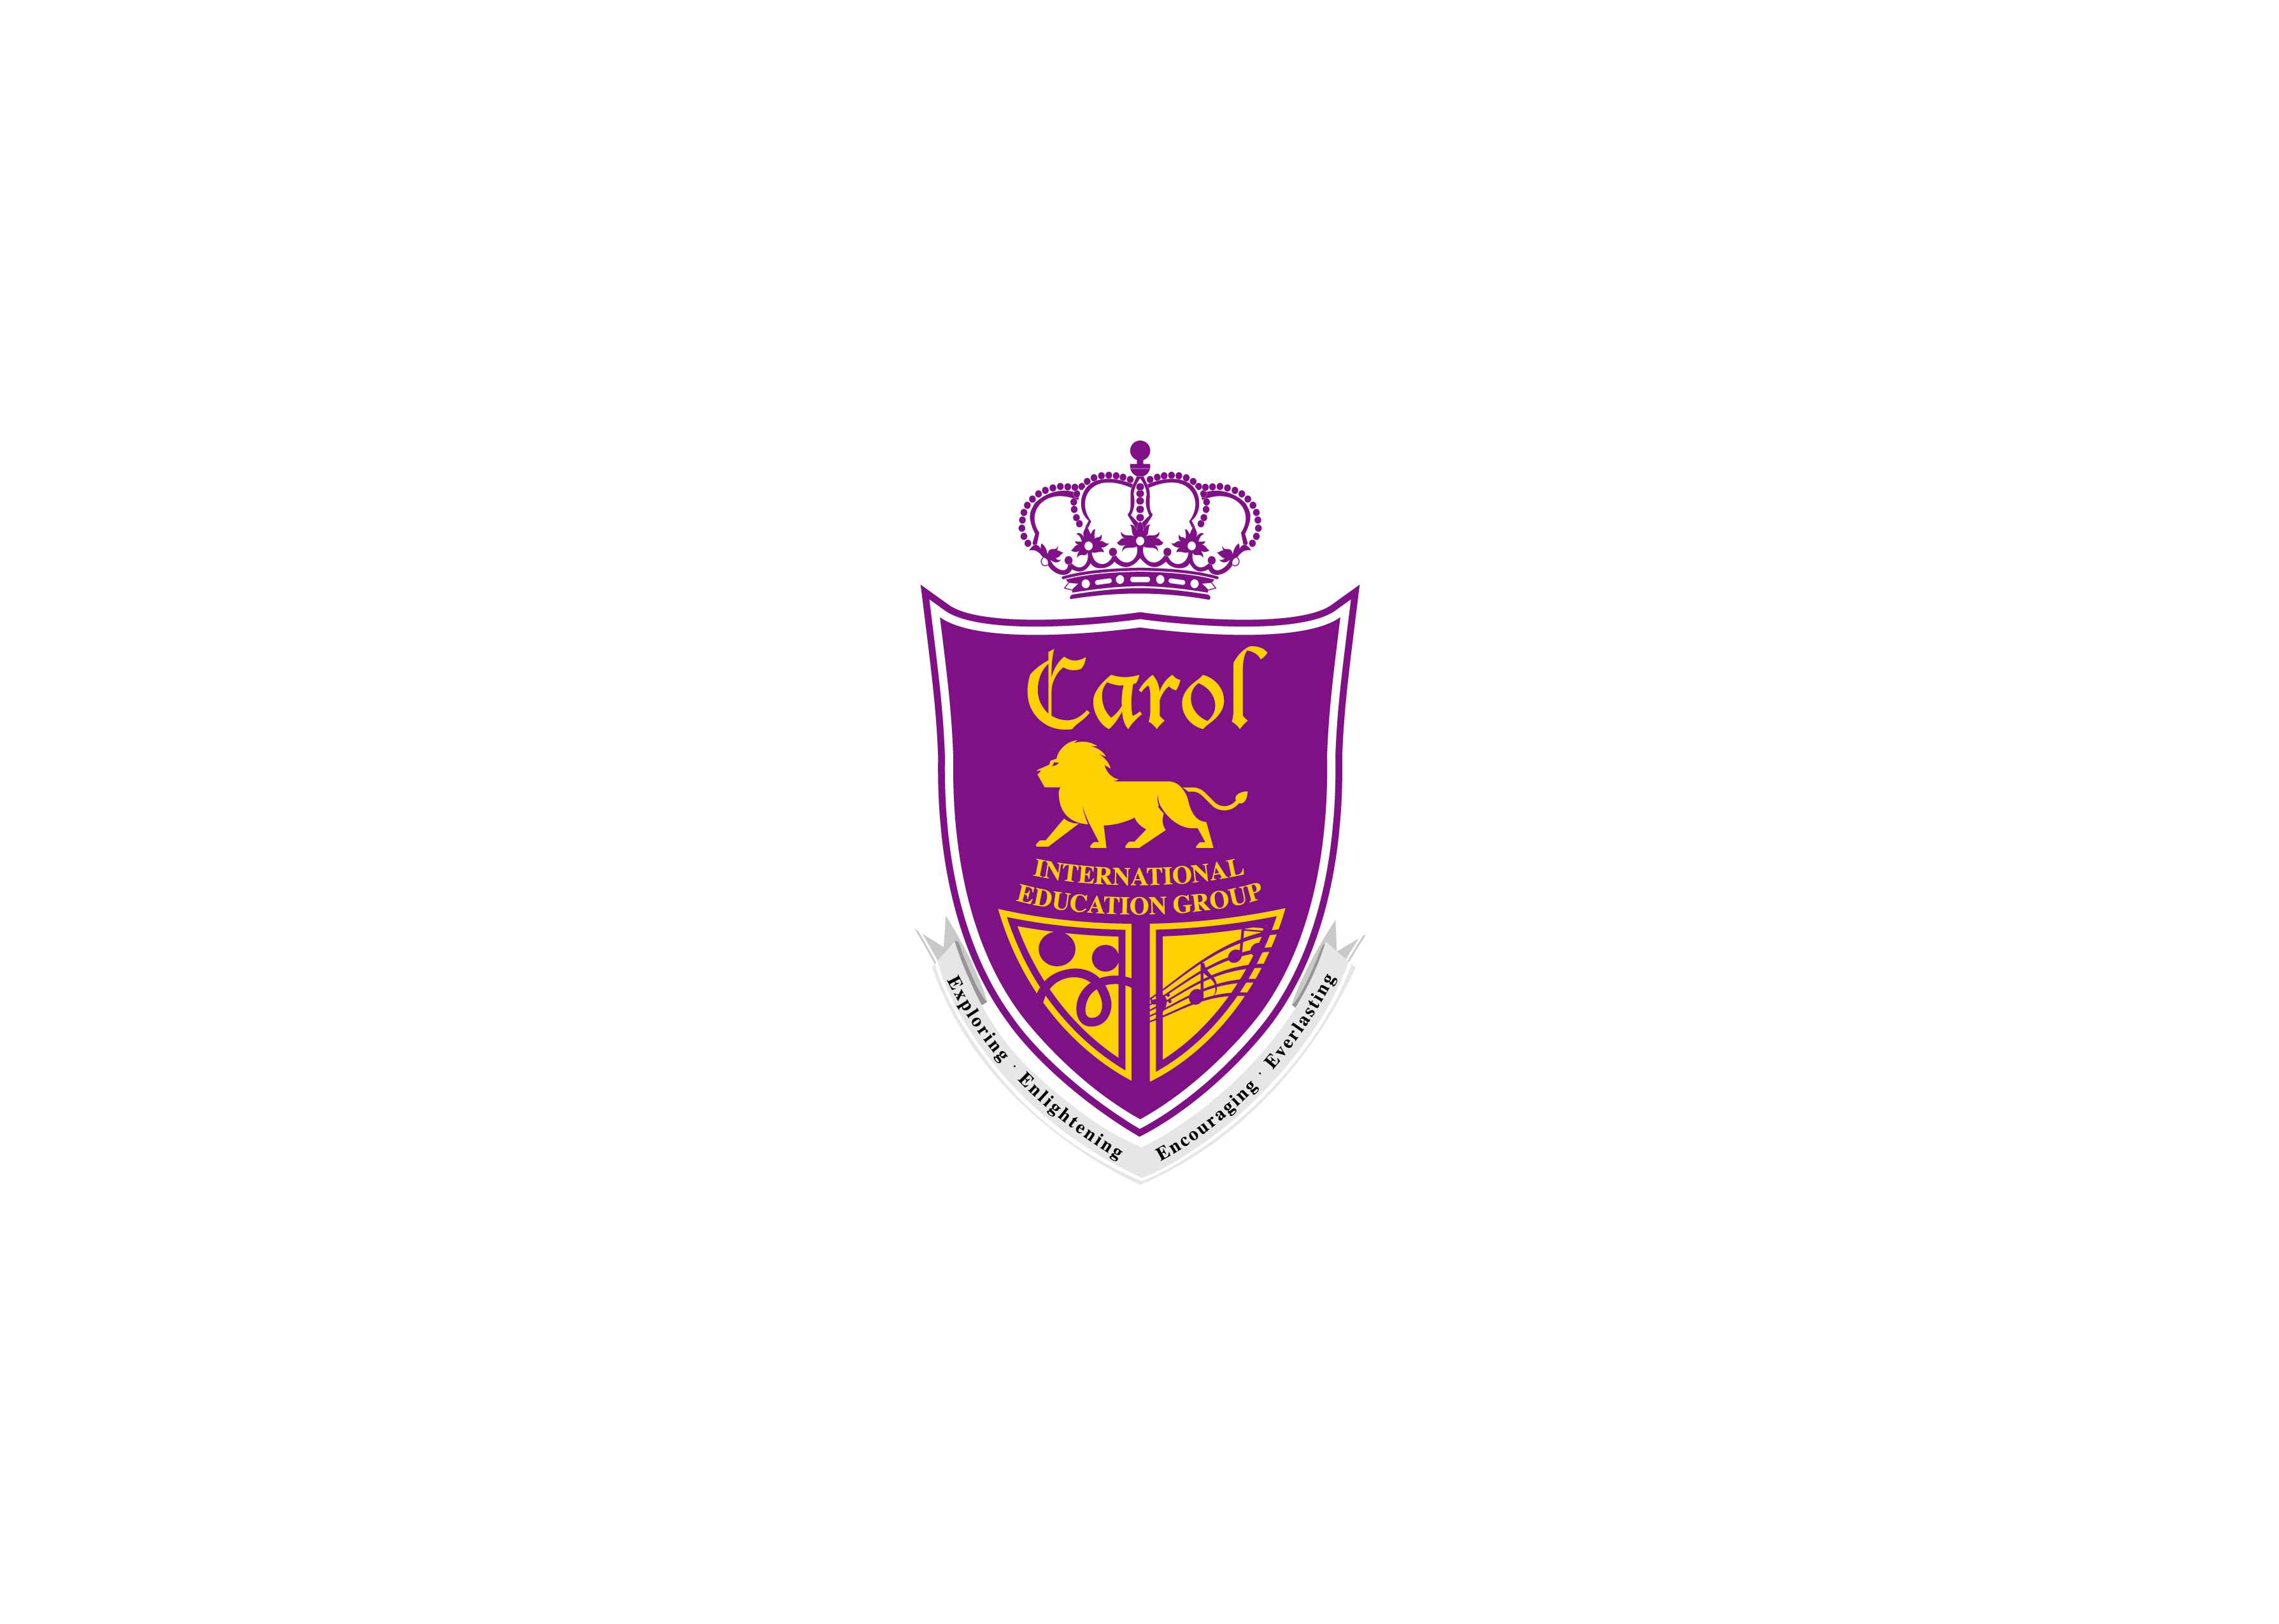 Carol
INTERNATIONAL
EDUCATION GROUP
Exploring · Enlightening Encouraging · Everlasting